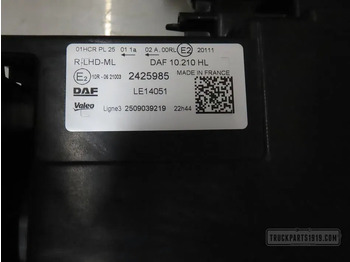 01HCR PL 25 01 1a 02 A .00RL E2 20111
R-LHD-ML DAF 10.210 HL
E2 10R - 06 21003 2425985 MADE IN FRANCE
DAF LE14051
Valeo Ligne3 2509039219 22h44
TRUCKPARTS1919.COM